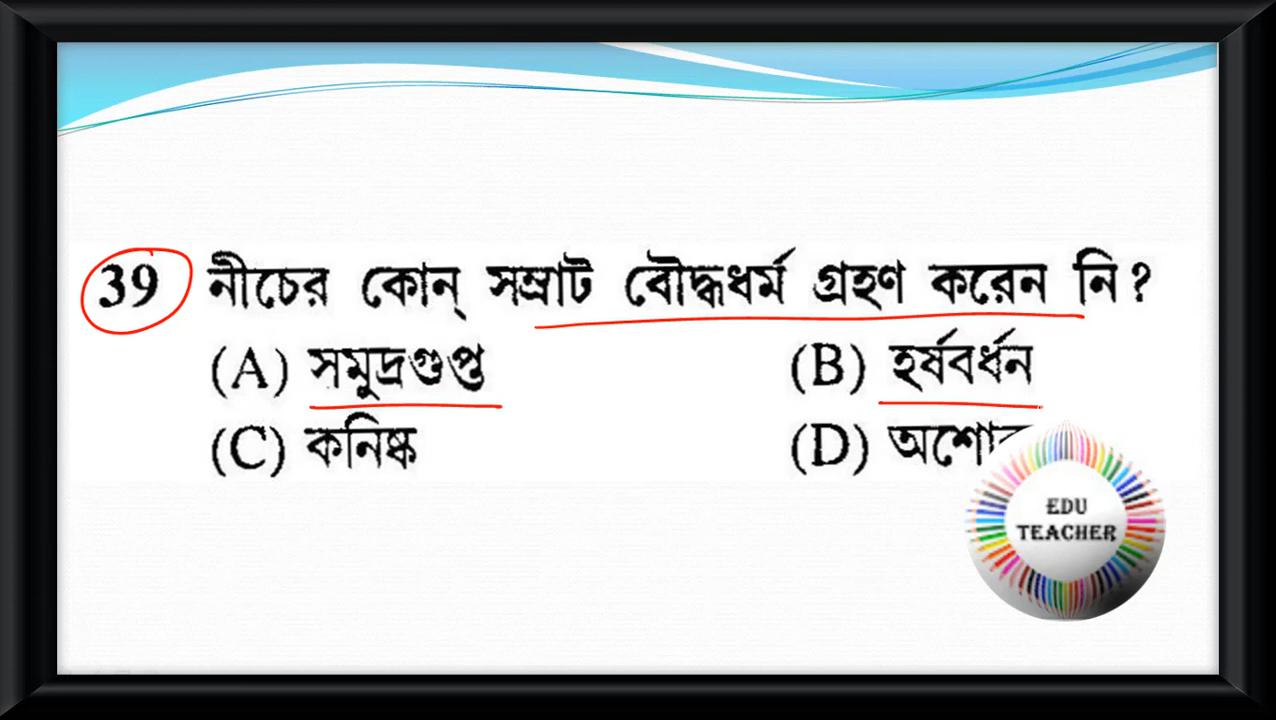 39 নীচের কোন্ সম্রাট বৌদ্ধধর্ম গ্রহণ করেন নি?
(A) সমুদ্রগুপ্ত (B) হর্ষবর্ধন
(C) কনিষ্ক (D)
EDU
TEACHER